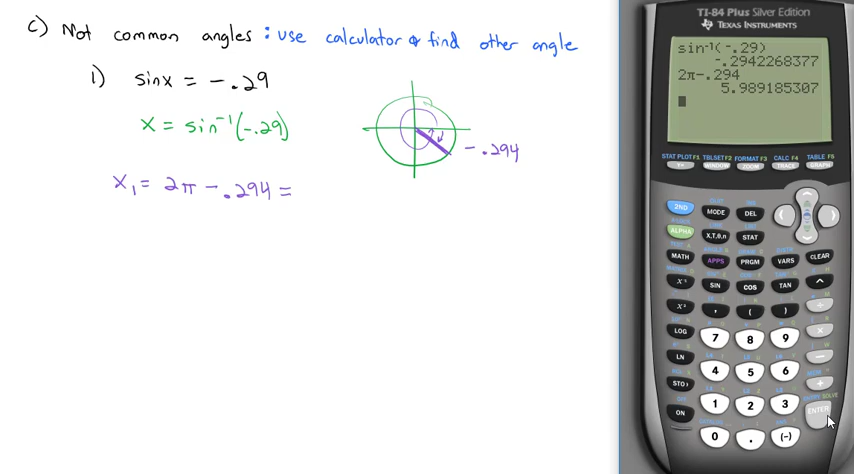 c) Not common angles : use calculator & find other angle
1) sinx = -.29
x = sin⁻¹(-.29)
-.294
x₁ = 2π - .294 =
TI-84 Plus Silver Edition
TEXAS INSTRUMENTS
sin⁻¹(-.29)
-.2942268377
2π-.294
5.989185307
STAT PLOT F1 TBLSET F2 FORMAT F3 CALC F4 TABLE F5
Y= WINDOW ZOOM TRACE GRAPH
2ND MODE DEL
ALPHA X,T,θ,n STAT
MATH APPS PRGM VARS CLEAR
SIN COS TAN ^
x² , ( ) ÷
LOG 7 8 9 ×
LN 4 5 6 −
STO› 1 2 3 +
ON 0 . (-) ENTER